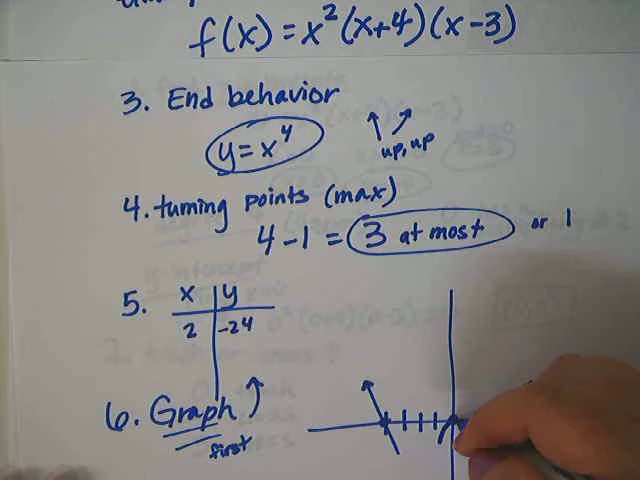 f(x) = x²(x+4)(x-3)
3. End behavior
y = x⁴
up, up
4. turning points (max)
4 - 1 = 3 at most or 1
5. x y
2 -24
6. Graph
first